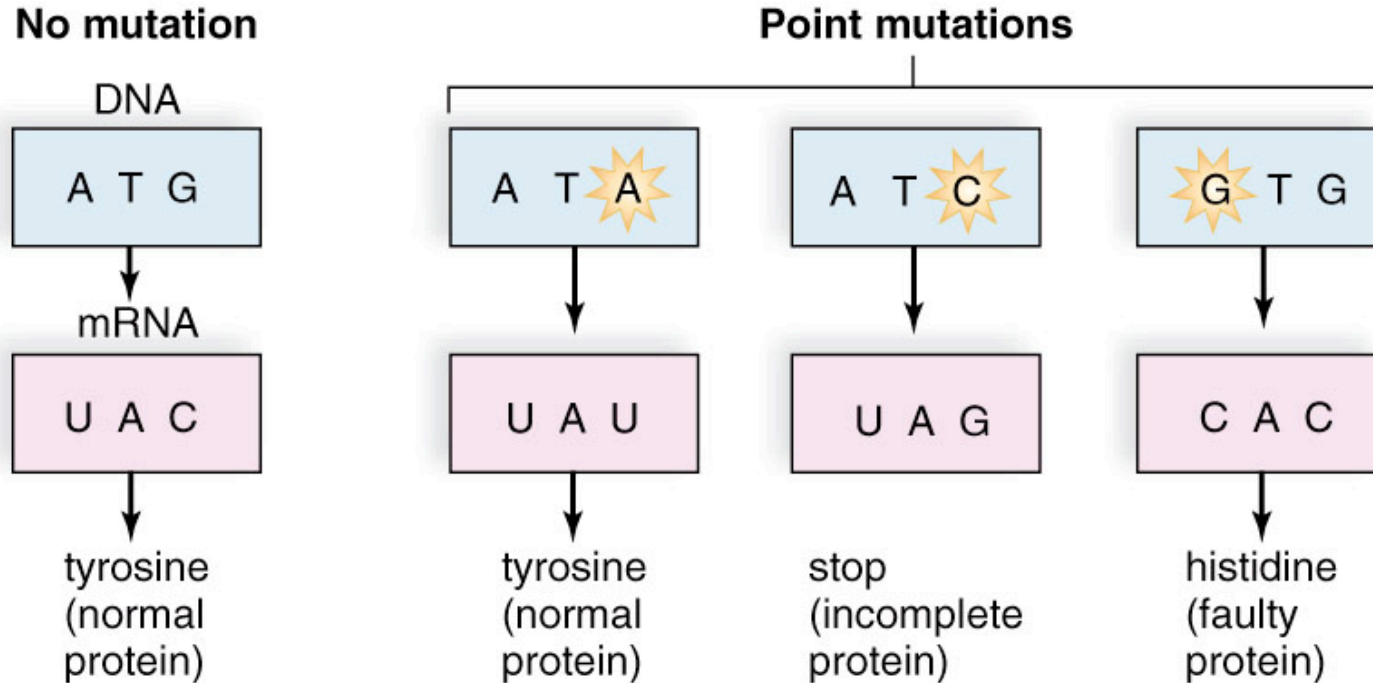 No mutation
Point mutations
DNA
A T G
A T A
A T C
G T G
mRNA
U A C
U A U
U A G
C A C
tyrosine
(normal
protein)
tyrosine
(normal
protein)
stop
(incomplete
protein)
histidine
(faulty
protein)